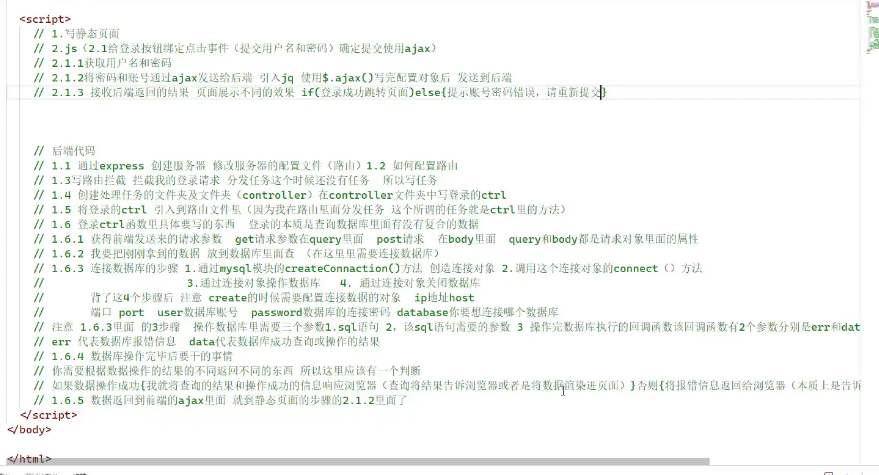 <script>
// 1.写静态页面
// 2.js（2.1给登录按钮绑定点击事件（提交用户名和密码）确定提交使用ajax）
// 2.1.1获取用户名和密码
// 2.1.2将密码和账号通过ajax发送给后端 引入jq 使用$.ajax()写完配置对象后 发送到后端
// 2.1.3 接收后端返回的结果 页面展示不同的效果 if(登录成功跳转页面)else{提示账号密码错误，请重新提交}
// 后端代码
// 1.1 通过express 创建服务器 修改服务器的配置文件（路由）1.2 如何配置路由
// 1.3写路由拦截 拦截我的登录请求 分发任务这个时候还没有任务 所以写任务
// 1.4 创建处理任务的文件夹及文件夹（controller）在controller文件夹中写登录的ctrl
// 1.5 将登录的ctrl 引入到路由文件里（因为我在路由里面分发任务 这个所谓的任务就是ctrl里的方法）
// 1.6 登录ctrl函数里具体要写的东西 登录的本质是查询数据库里面有没有复合的数据
// 1.6.1 获得前端发送来的请求参数 get请求参数在query里面 post请求 在body里面 query和body都是请求对象里面的属性
// 1.6.2 我要把刚刚拿到的数据 放到数据库里面查 （在这里里需要连接数据库）
// 1.6.3 连接数据库的步骤 1.通过mysql模块的createConnaction()方法 创造连接对象 2.调用这个连接对象的connect（）方法
// 3.通过连接对象操作数据库 4. 通过连接对象关闭数据库
// 背了这4个步骤后 注意 create的时候需要配置连接数据的对象 ip地址host
// 端口 port user数据库账号 password数据库的连接密码 database你要想连接哪个数据库
// 注意 1.6.3里面 的3步骤 操作数据库里需要三个参数1.sql语句 2，该sql语句需要的参数 3 操作完数据库执行的回调函数该回调函数有2个参数分别是err和dat
// err 代表数据库报错信息 data代表数据库成功查询或操作的结果
// 1.6.4 数据库操作完毕后要干的事情
// 你需要根据数据操作的结果的不同返回不同的东西 所以这里应该有一个判断
// 如果数据操作成功{我就将查询的结果和操作成功的信息响应浏览器（查询将结果告诉浏览器或者是将数据渲染进页面）}否则{将报错信息返回给浏览器（本质上是告诉
// 1.6.5 数据返回到前端的ajax里面 就到静态页面的步骤的2.1.2里面了
</script>
</body>
</html>